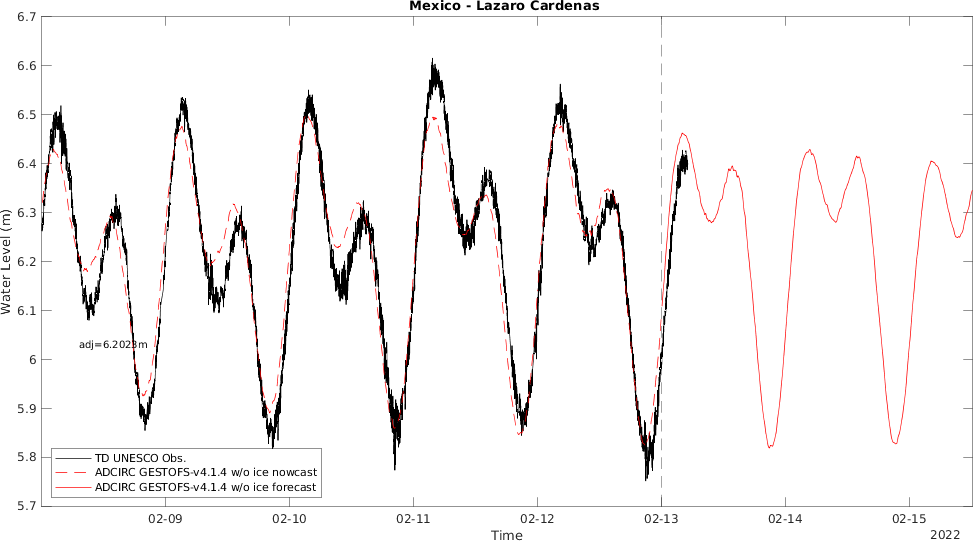 Mexico - Lazaro Cardenas
6.7
6.6
6.5
6.4
6.3
6.2
6.1
6
5.9
5.8
5.7
Water Level (m)
adj=6.2023m
TD UNESCO Obs.
ADCIRC GESTOFS-v4.1.4 w/o ice nowcast
ADCIRC GESTOFS-v4.1.4 w/o ice forecast
02-09 02-10 02-11 02-12 02-13 02-14 02-15
Time
2022